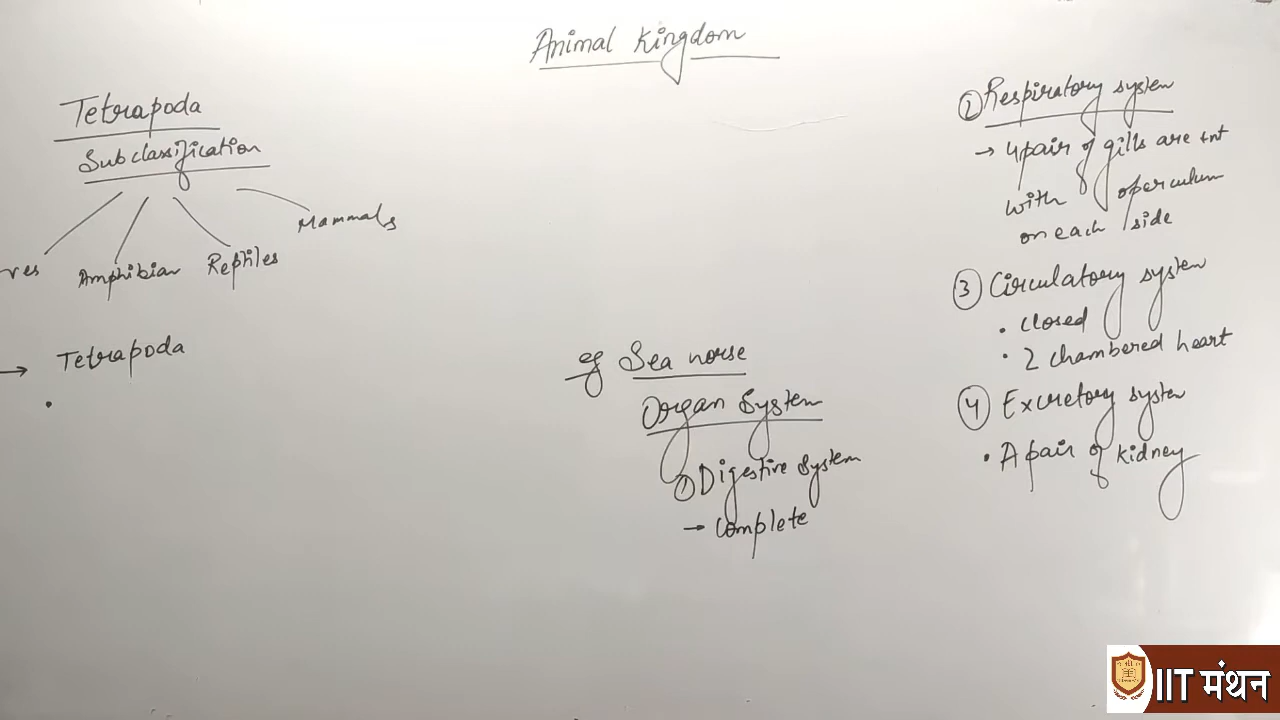 Animal Kingdom
Tetrapoda
Subclassification
ves Amphibian Reptiles Mammals
→ Tetrapoda
•
eg Sea horse
Organ System
① Digestive system
→ Complete
② Respiratory system
→ 4 pair of gills are
with operculum
on each side
③ Circulatory system
• closed
• 2 chambered heart
④ Excretory system
• A pair of kidney
IIT मंथन